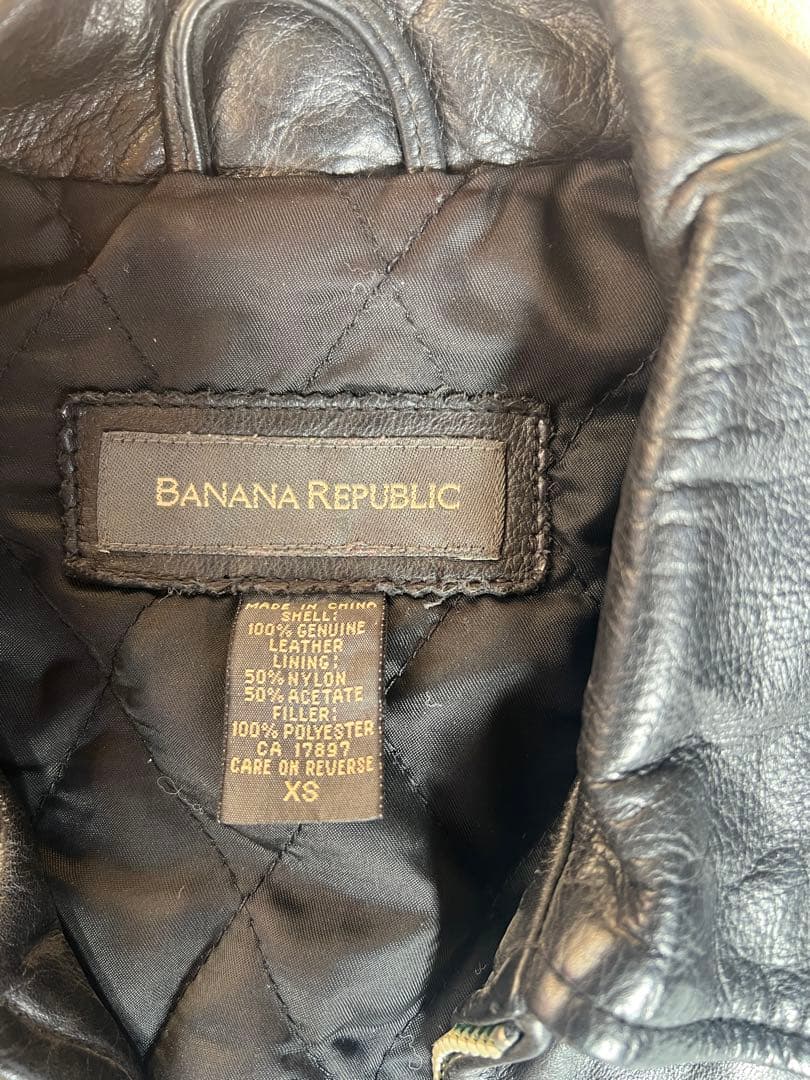 BANANA REPUBLIC
MADE IN CHINA
SHELL:
100% GENUINE
LEATHER
LINING:
50% NYLON
50% ACETATE
FILLER:
100% POLYESTER
CA 17897
CARE ON REVERSE
XS